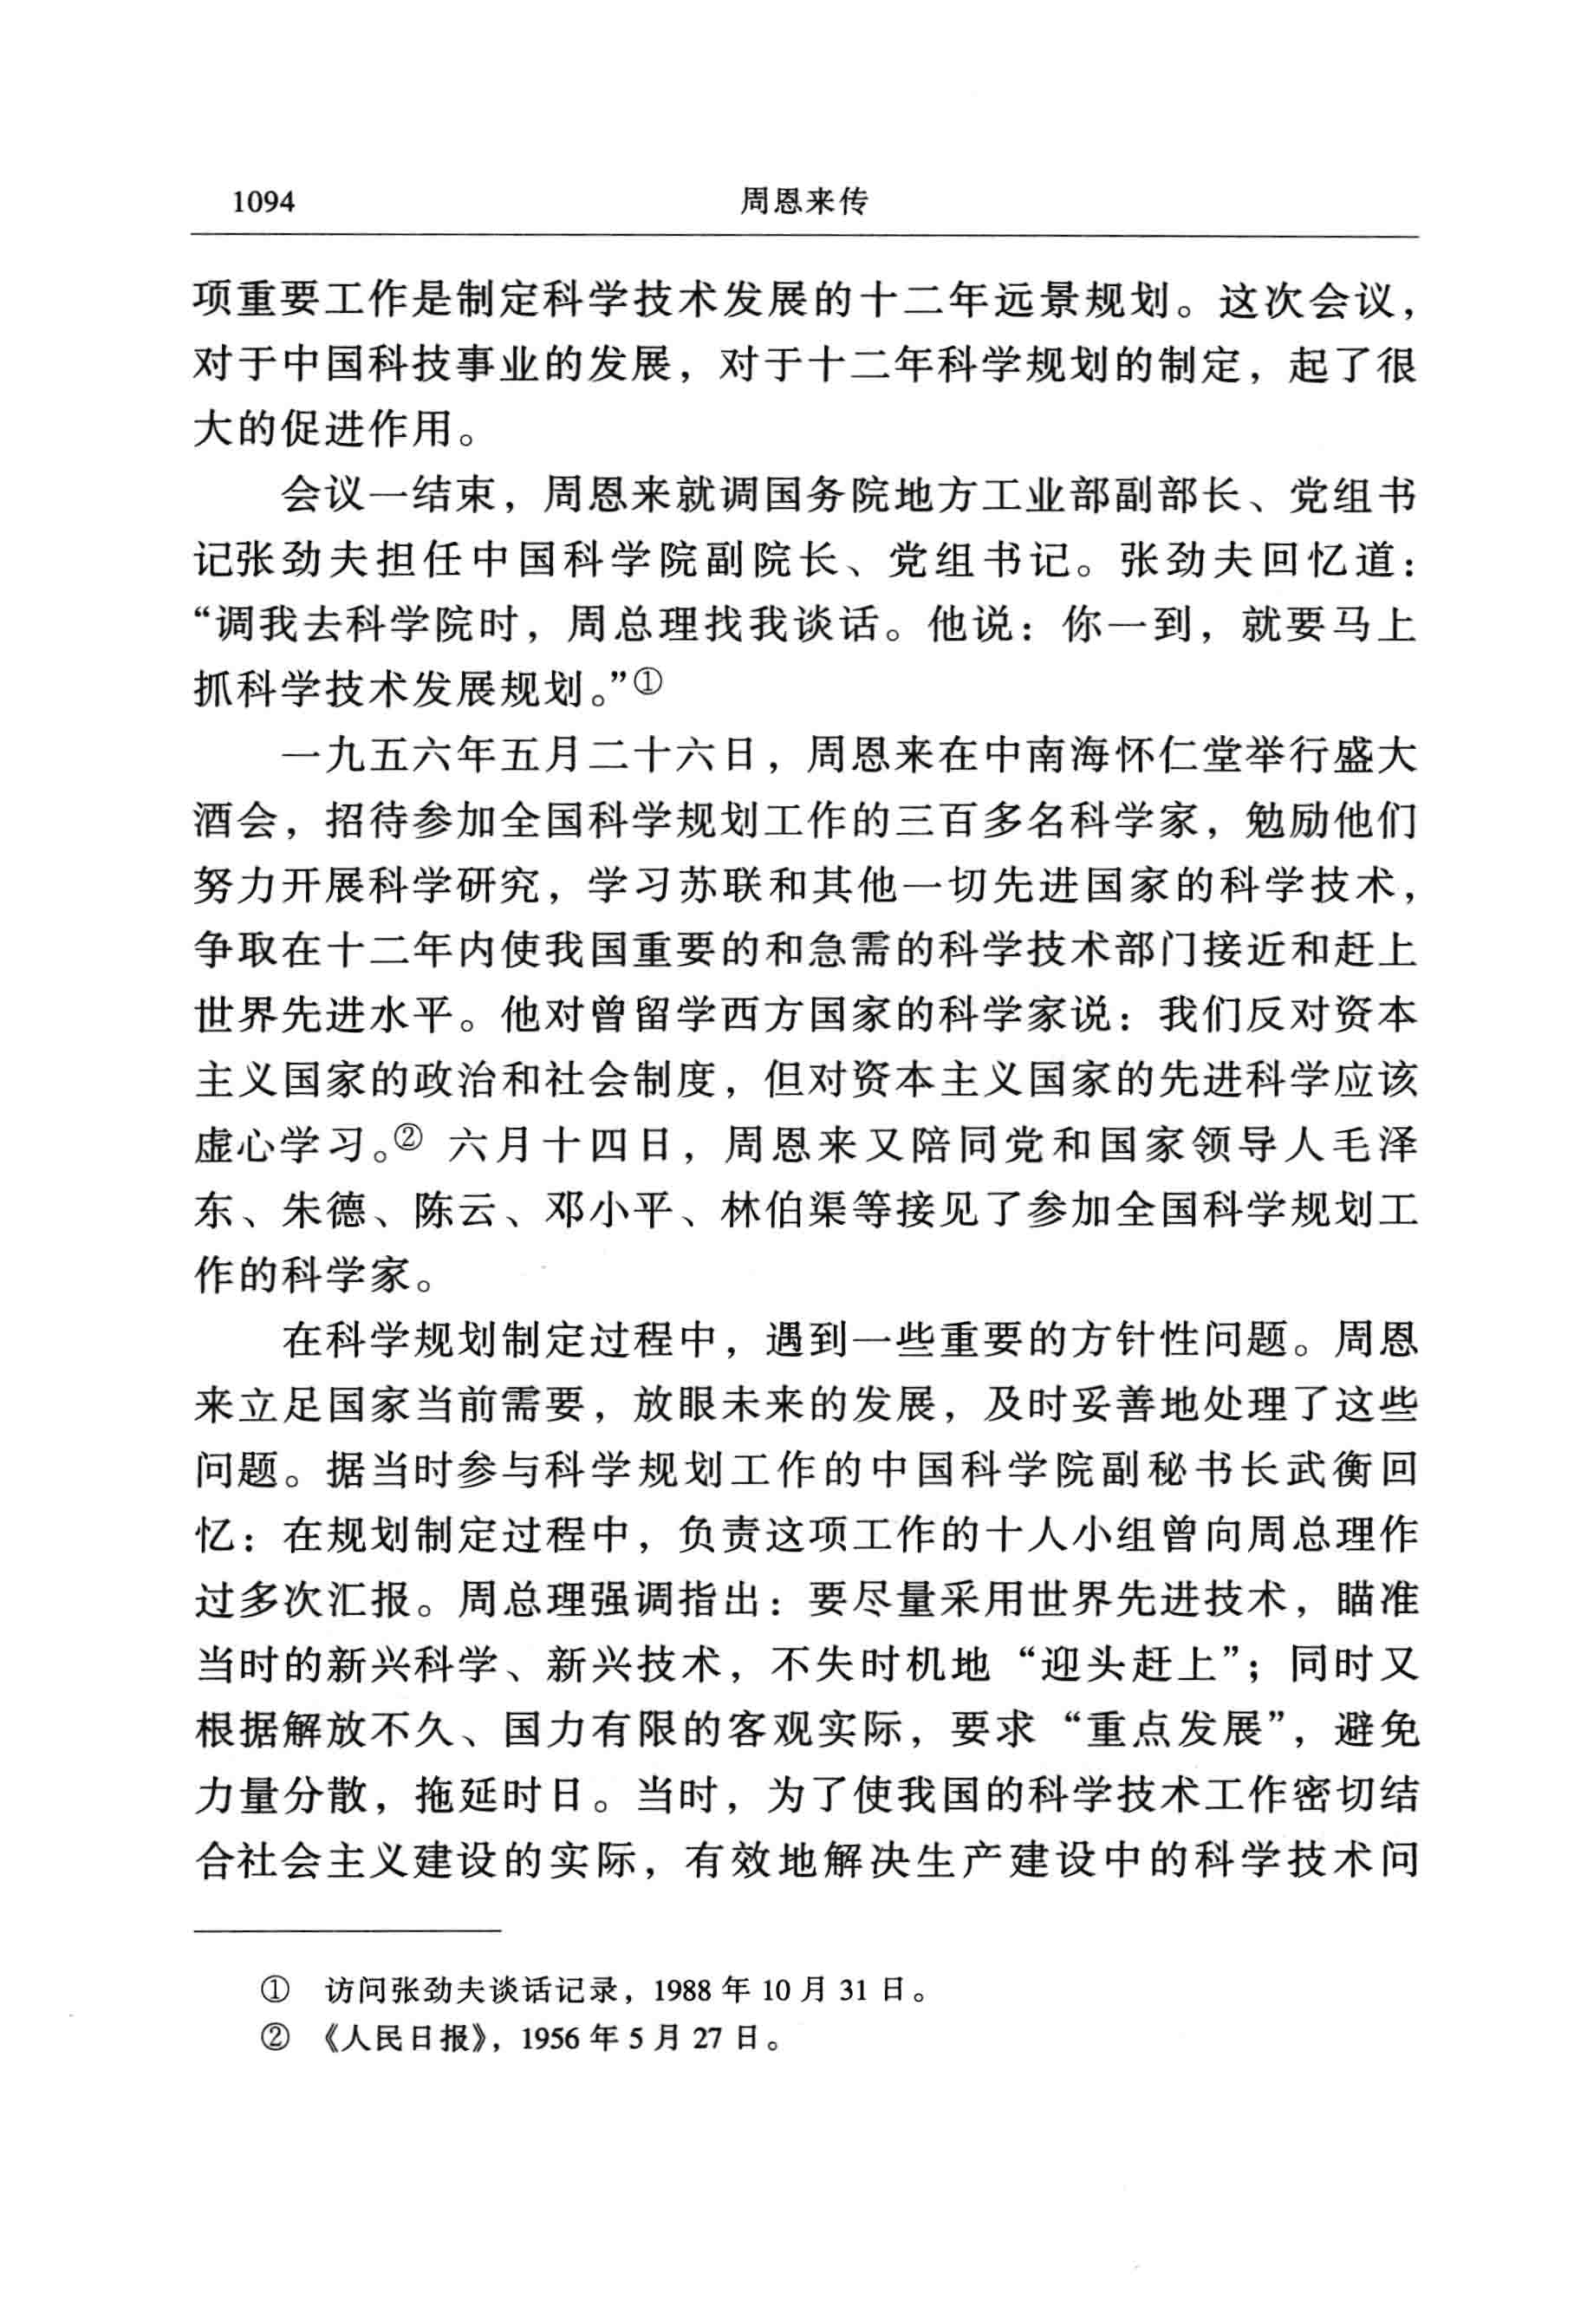 1094 周恩来传
项重要工作是制定科学技术发展的十二年远景规划。这次会议，
对于中国科技事业的发展，对于十二年科学规划的制定，起了很
大的促进作用。
会议一结束，周恩来就调国务院地方工业部副部长、党组书
记张劲夫担任中国科学院副院长、党组书记。张劲夫回忆道：
“调我去科学院时，周总理找我谈话。他说：你一到，就要马上
抓科学技术发展规划。”①
一九五六年五月二十六日，周恩来在中南海怀仁堂举行盛大
酒会，招待参加全国科学规划工作的三百多名科学家，勉励他们
努力开展科学研究，学习苏联和其他一切先进国家的科学技术，
争取在十二年内使我国重要的和急需的科学技术部门接近和赶上
世界先进水平。他对曾留学西方国家的科学家说：我们反对资本
主义国家的政治和社会制度，但对资本主义国家的先进科学应该
虚心学习。② 六月十四日，周恩来又陪同党和国家领导人毛泽
东、朱德、陈云、邓小平、林伯渠等接见了参加全国科学规划工
作的科学家。
在科学规划制定过程中，遇到一些重要的方针性问题。周恩
来立足国家当前需要，放眼未来的发展，及时妥善地处理了这些
问题。据当时参与科学规划工作的中国科学院副秘书长武衡回
忆：在规划制定过程中，负责这项工作的十人小组曾向周总理作
过多次汇报。周总理强调指出：要尽量采用世界先进技术，瞄准
当时的新兴科学、新兴技术，不失时机地“迎头赶上”；同时又
根据解放不久、国力有限的客观实际，要求“重点发展”，避免
力量分散，拖延时日。当时，为了使我国的科学技术工作密切结
合社会主义建设的实际，有效地解决生产建设中的科学技术问
① 访问张劲夫谈话记录，1988 年 10 月 31 日。
② 《人民日报》，1956 年 5 月 27 日。